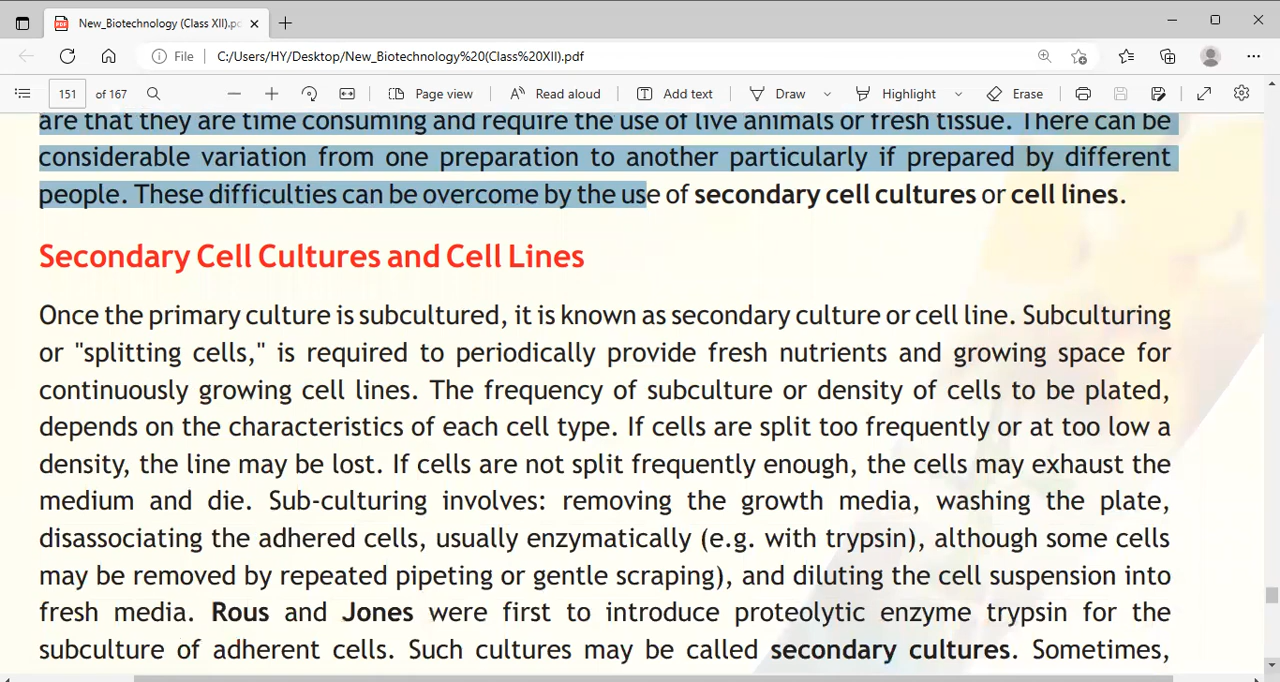 New_Biotechnology (Class XII).pd
File C:/Users/HY/Desktop/New_Biotechnology%20(Class%20XII).pdf
151 of 167 Page view Read aloud Add text Draw Highlight Erase
are that they are time consuming and require the use of live animals or fresh tissue. There can be
considerable variation from one preparation to another particularly if prepared by different
people. These difficulties can be overcome by the use of secondary cell cultures or cell lines.
Secondary Cell Cultures and Cell Lines
Once the primary culture is subcultured, it is known as secondary culture or cell line. Subculturing
or "splitting cells," is required to periodically provide fresh nutrients and growing space for
continuously growing cell lines. The frequency of subculture or density of cells to be plated,
depends on the characteristics of each cell type. If cells are split too frequently or at too low a
density, the line may be lost. If cells are not split frequently enough, the cells may exhaust the
medium and die. Sub-culturing involves: removing the growth media, washing the plate,
disassociating the adhered cells, usually enzymatically (e.g. with trypsin), although some cells
may be removed by repeated pipeting or gentle scraping), and diluting the cell suspension into
fresh media. Rous and Jones were first to introduce proteolytic enzyme trypsin for the
subculture of adherent cells. Such cultures may be called secondary cultures. Sometimes,